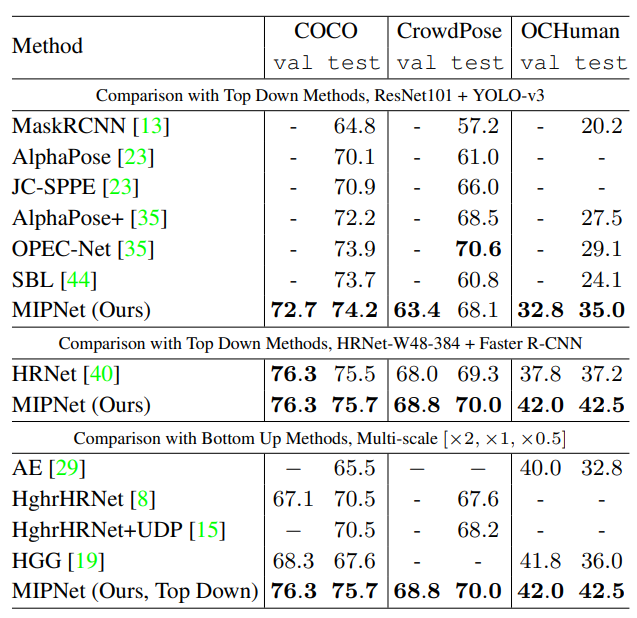 Method COCO CrowdPose OCHuman
val test val test val test
Comparison with Top Down Methods, ResNet101 + YOLO-v3
MaskRCNN [13] - 64.8 - 57.2 - 20.2
AlphaPose [23] - 70.1 - 61.0 - -
JC-SPPE [23] - 70.9 - 66.0 - -
AlphaPose+ [35] - 72.2 - 68.5 - 27.5
OPEC-Net [35] - 73.9 - 70.6 - 29.1
SBL [44] - 73.7 - 60.8 - 24.1
MIPNet (Ours) 72.7 74.2 63.4 68.1 32.8 35.0
Comparison with Top Down Methods, HRNet-W48-384 + Faster R-CNN
HRNet [40] 76.3 75.5 68.0 69.3 37.8 37.2
MIPNet (Ours) 76.3 75.7 68.8 70.0 42.0 42.5
Comparison with Bottom Up Methods, Multi-scale [×2, ×1, ×0.5]
AE [29] − 65.5 − − 40.0 32.8
HghrHRNet [8] 67.1 70.5 - 67.6 - -
HghrHRNet+UDP [15] − 70.5 - 68.2 - -
HGG [19] 68.3 67.6 - - 41.8 36.0
MIPNet (Ours, Top Down) 76.3 75.7 68.8 70.0 42.0 42.5